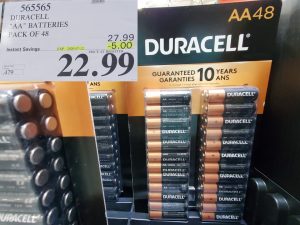 565565
DURACELL
"AA" BATTERIES
PACK OF 48
27.99
Instant Savings
-5.00
.479
22.99
AA48
DURACELL
GUARANTEED
GARANTIES
10 YEARS
ANS
DURACELL